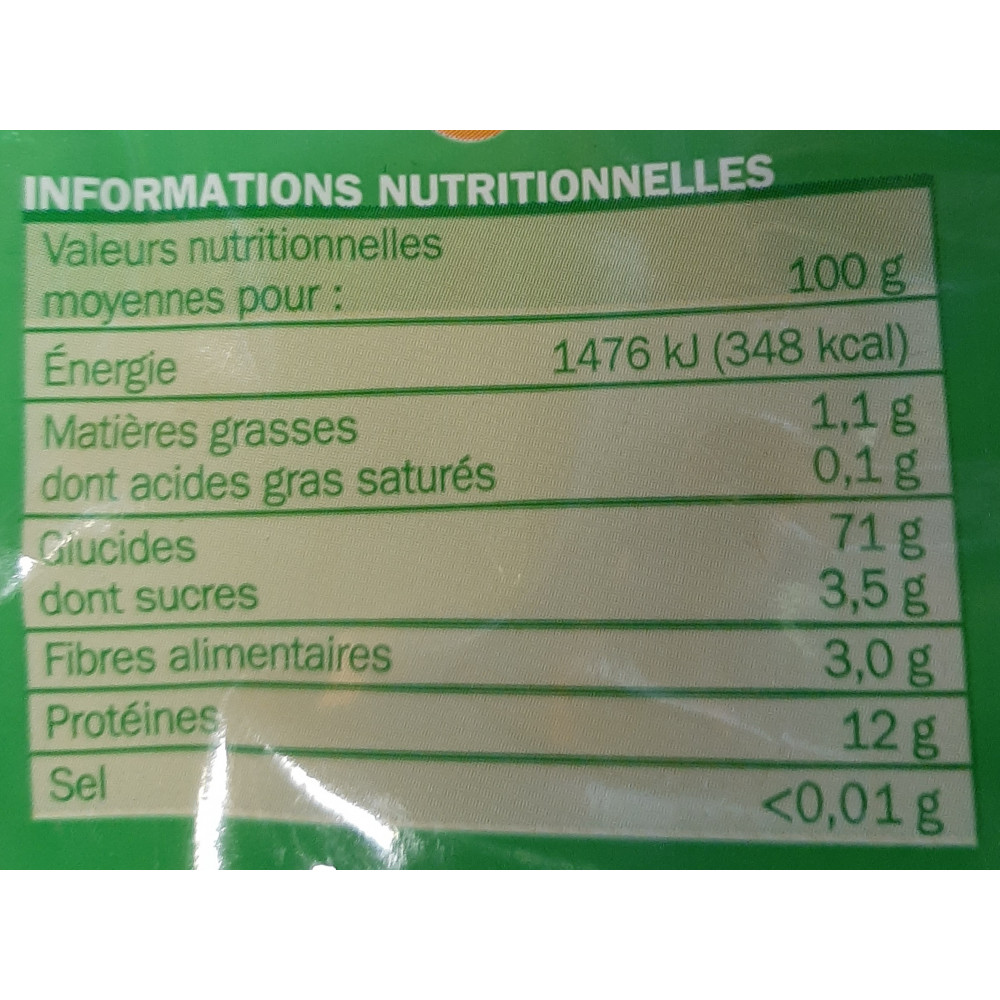 INFORMATIONS NUTRITIONNELLES
Valeurs nutritionnelles
moyennes pour : 100 g
Énergie 1476 kJ (348 kcal)
Matières grasses 1,1 g
dont acides gras saturés 0,1 g
Glucides 71 g
dont sucres 3,5 g
Fibres alimentaires 3,0 g
Protéines 12 g
Sel <0,01 g